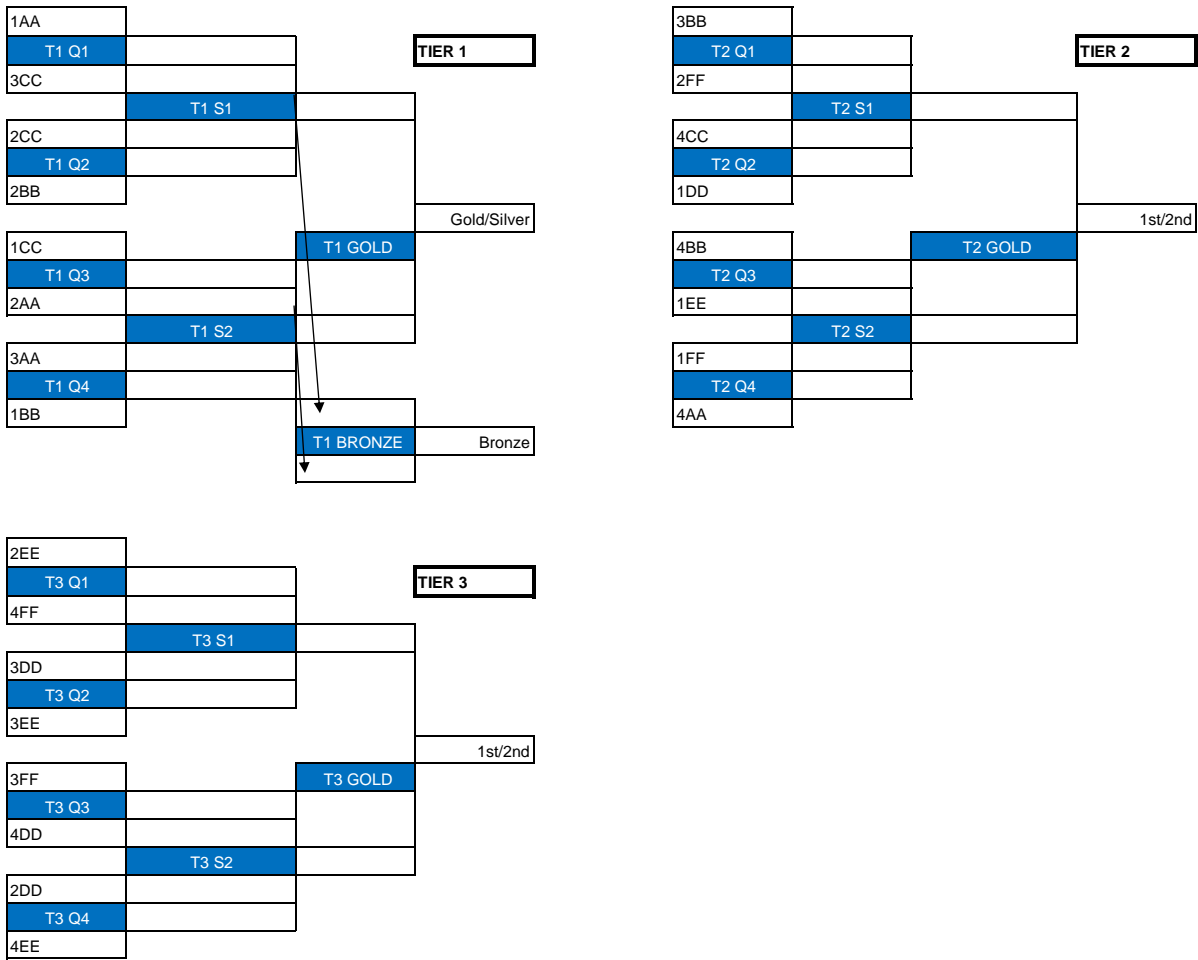 1AA
T1 Q1
TIER 1
3CC
T1 S1
2CC
T1 Q2
2BB
Gold/Silver
1CC
T1 GOLD
T1 Q3
2AA
T1 S2
3AA
T1 Q4
1BB
T1 BRONZE
Bronze
3BB
T2 Q1
TIER 2
2FF
T2 S1
4CC
T2 Q2
1DD
1st/2nd
4BB
T2 GOLD
T2 Q3
1EE
T2 S2
1FF
T2 Q4
4AA
2EE
T3 Q1
TIER 3
4FF
T3 S1
3DD
T3 Q2
3EE
1st/2nd
3FF
T3 GOLD
T3 Q3
4DD
T3 S2
2DD
T3 Q4
4EE